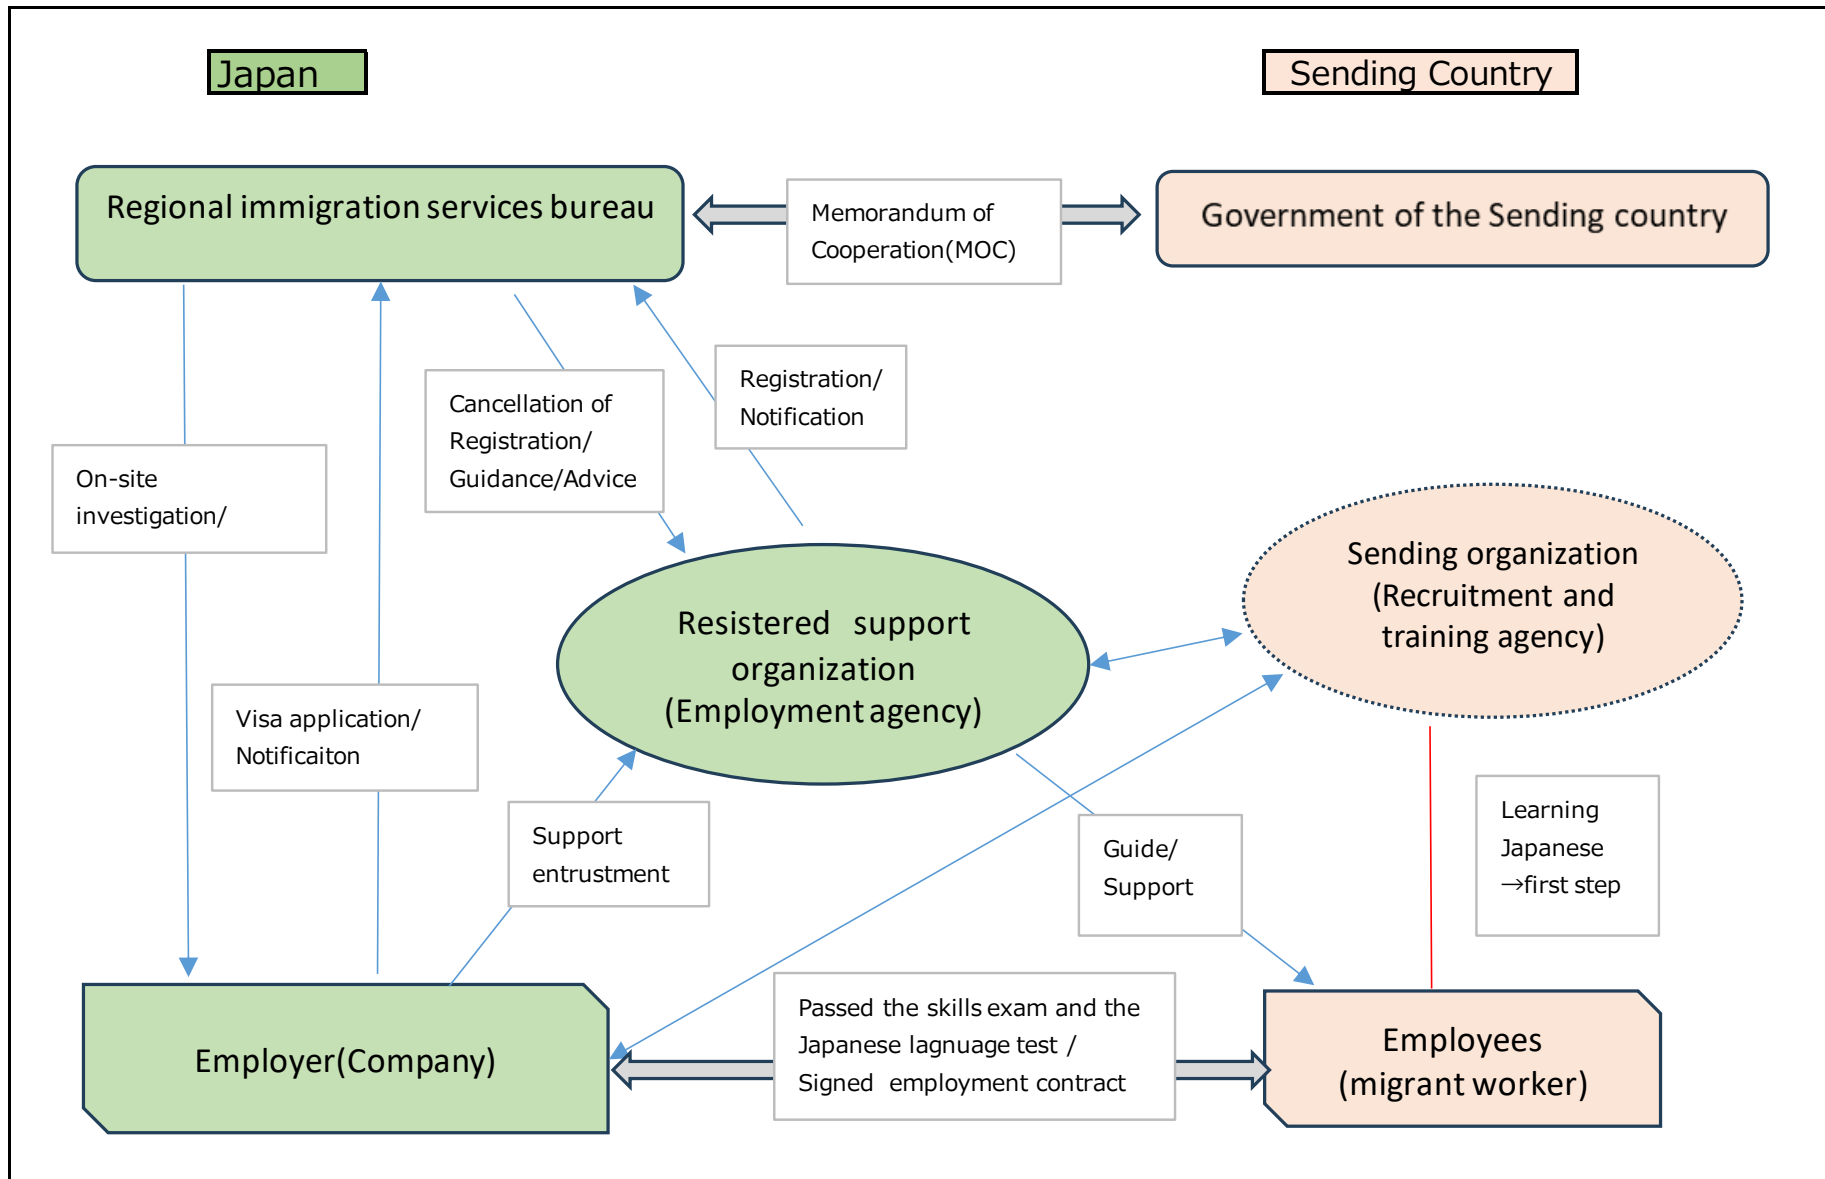 Japan
Sending Country
Regional immigration services bureau
Memorandum of
Cooperation(MOC)
Government of the Sending country
Cancellation of
Registration/
Guidance/Advice
Registration/
Notification
On-site
investigation/
Sending organization
(Recruitment and
training agency)
Resistered support
organization
(Employment agency)
Visa application/
Notificaiton
Support
entrustment
Guide/
Support
Learning
Japanese
→first step
Employer(Company)
Passed the skills exam and the
Japanese lagnuage test /
Signed employment contract
Employees
(migrant worker)